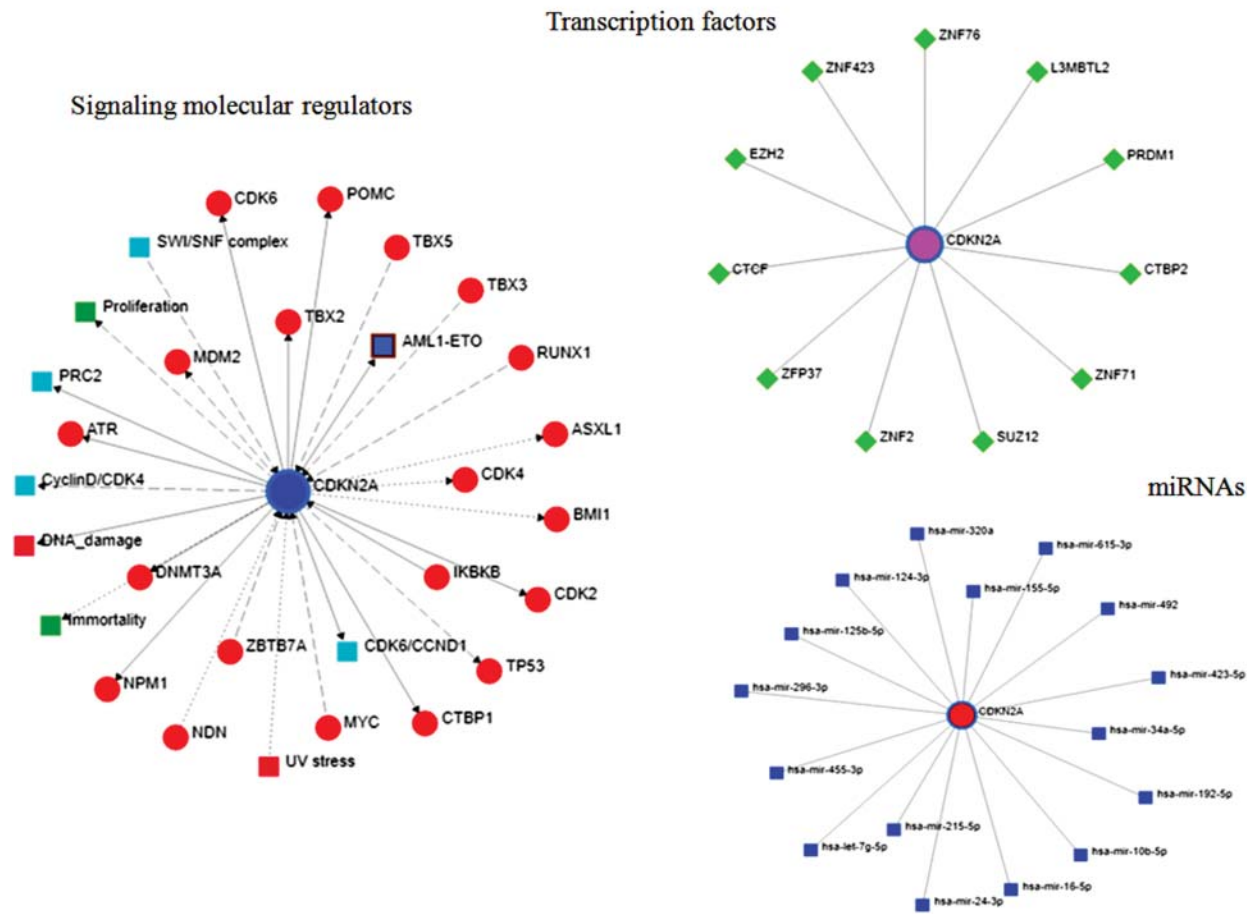 Transcription factors
Signaling molecular regulators
CDK6
POMC
SWI/SNF complex
TBX5
TBX3
Proliferation
TBX2
AML1-ETO
RUNX1
MDM2
PRC2
ATR
ASXL1
CDK4
CyclinD/CDK4
CDKN2A
BMI1
DNA_damage
DNMT3A
IKBKB
CDK2
Immortality
ZBTB7A
CDK6/CCND1
TP53
NPM1
NDN
MYC
CTBP1
UV stress
ZNF76
ZNF423
L3MBTL2
EZH2
PRDM1
CDKN2A
CTCF
CTBP2
ZFP37
ZNF71
ZNF2
SUZ12
miRNAs
hsa-mir-320a
hsa-mir-615-3p
hsa-mir-124-3p
hsa-mir-155-5p
hsa-mir-492
hsa-mir-125b-5p
hsa-mir-423-5p
hsa-mir-296-3p
CDKN2A
hsa-mir-34a-5p
hsa-mir-455-3p
hsa-mir-192-5p
hsa-mir-215-5p
hsa-let-7g-5p
hsa-mir-10b-5p
hsa-mir-16-5p
hsa-mir-24-3p